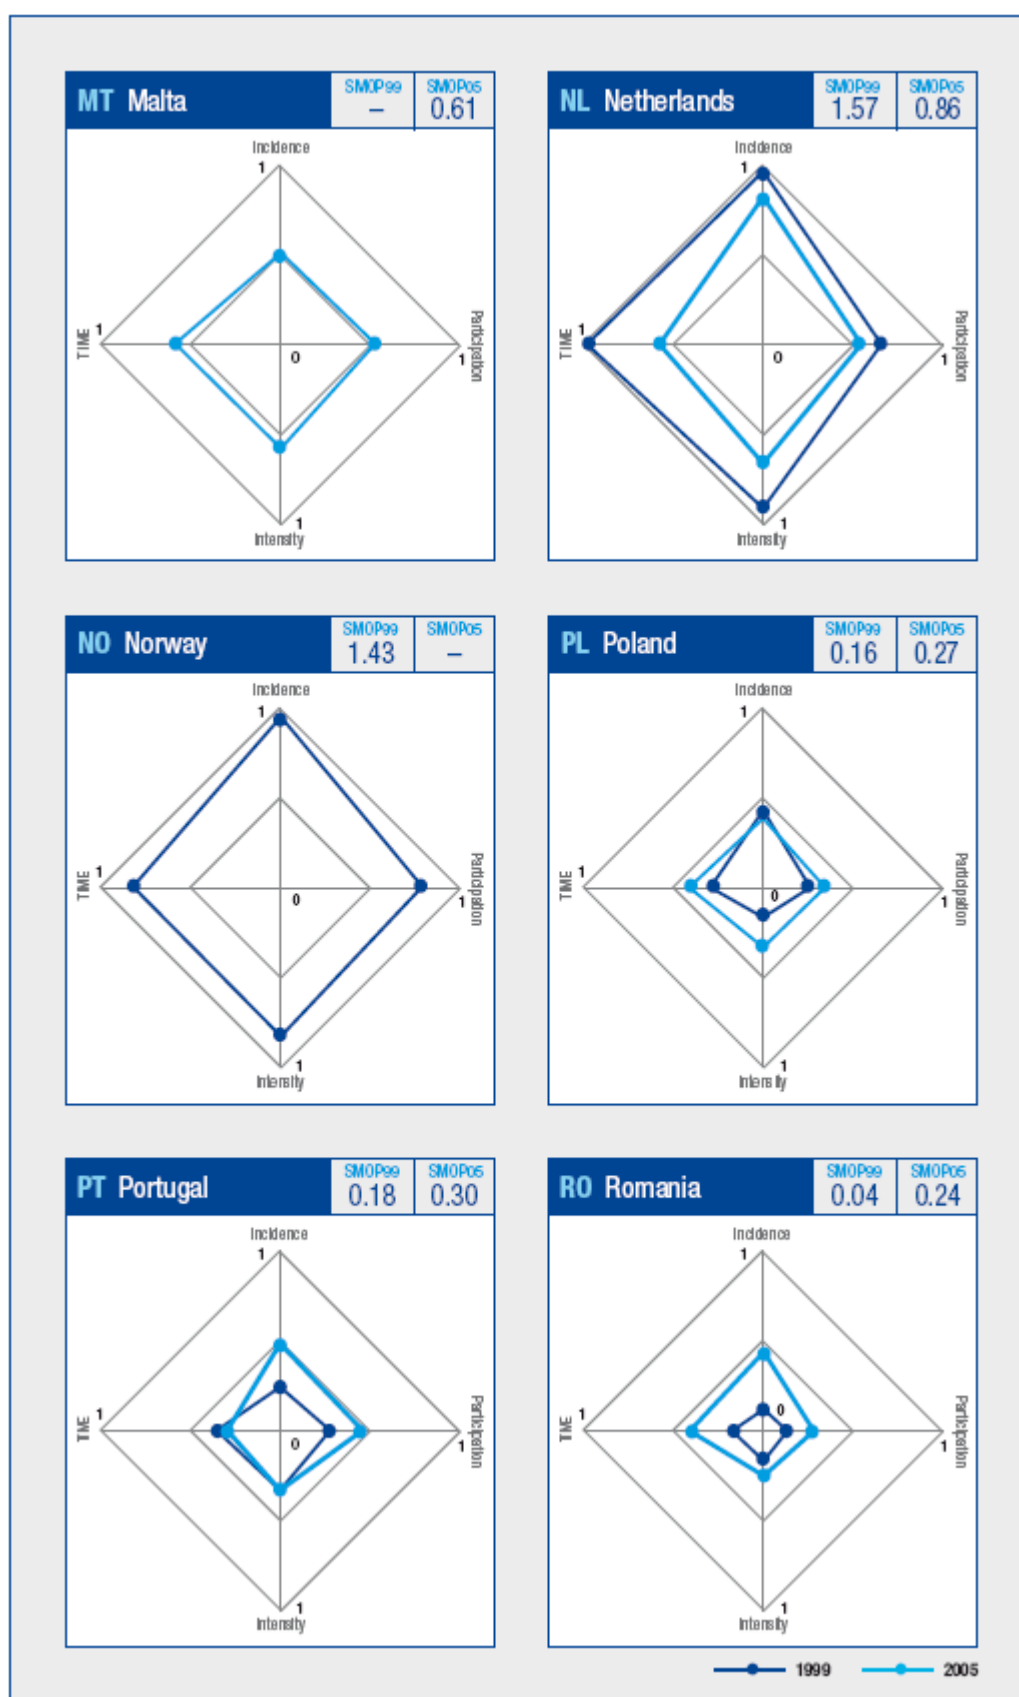 MT Malta SMOP99 – SMOP05 0.61
Incidence
1
TIME 1
0
Participation 1
1
Intensity
NL Netherlands SMOP99 1.57 SMOP05 0.86
Incidence
1
TIME 1
0
Participation 1
1
Intensity
NO Norway SMOP99 1.43 SMOP05 –
Incidence
1
TIME 1
0
Participation 1
1
Intensity
PL Poland SMOP99 0.16 SMOP05 0.27
Incidence
1
TIME 1
0
Participation 1
1
Intensity
PT Portugal SMOP99 0.18 SMOP05 0.30
Incidence
1
TIME 1
0
Participation 1
1
Intensity
RO Romania SMOP99 0.04 SMOP05 0.24
Incidence
1
TIME 1
0
Participation 1
1
Intensity
1999 2005